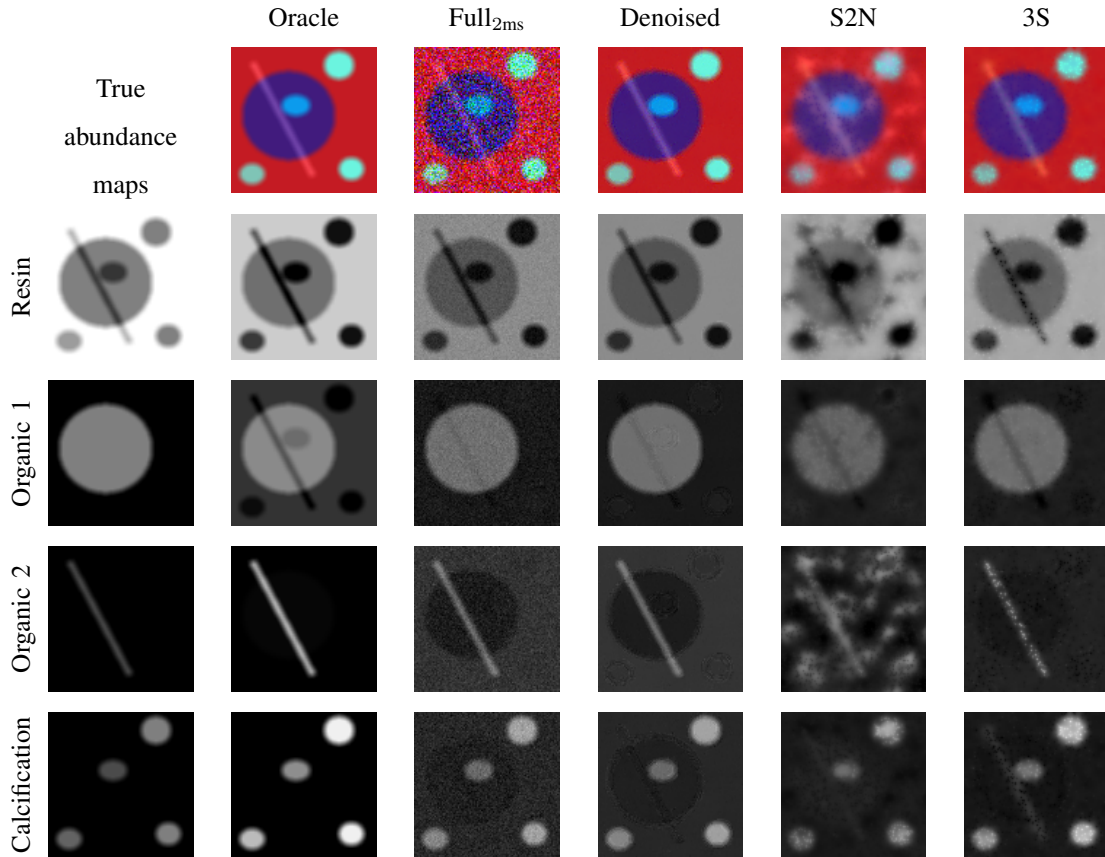 Oracle Full2ms Denoised S2N 3S
True
abundance
maps
Resin
Organic 1
Organic 2
Calcification